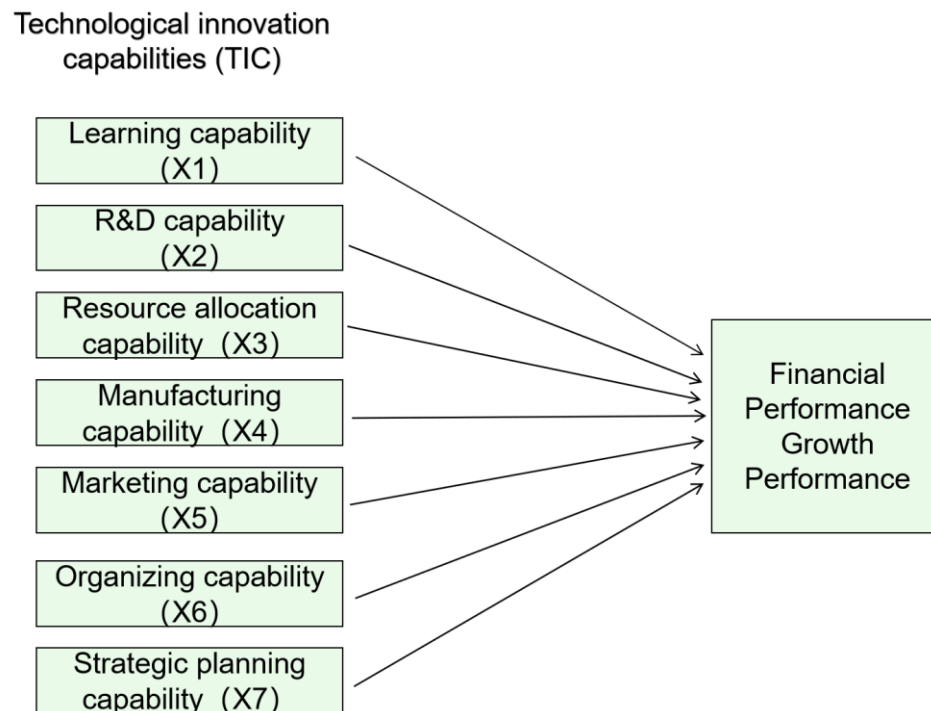 Technological innovation
capabilities (TIC)
Learning capability
(X1)
R&D capability
(X2)
Resource allocation
capability (X3)
Manufacturing
capability (X4)
Marketing capability
(X5)
Organizing capability
(X6)
Strategic planning
capability (X7)
Financial
Performance
Growth
Performance